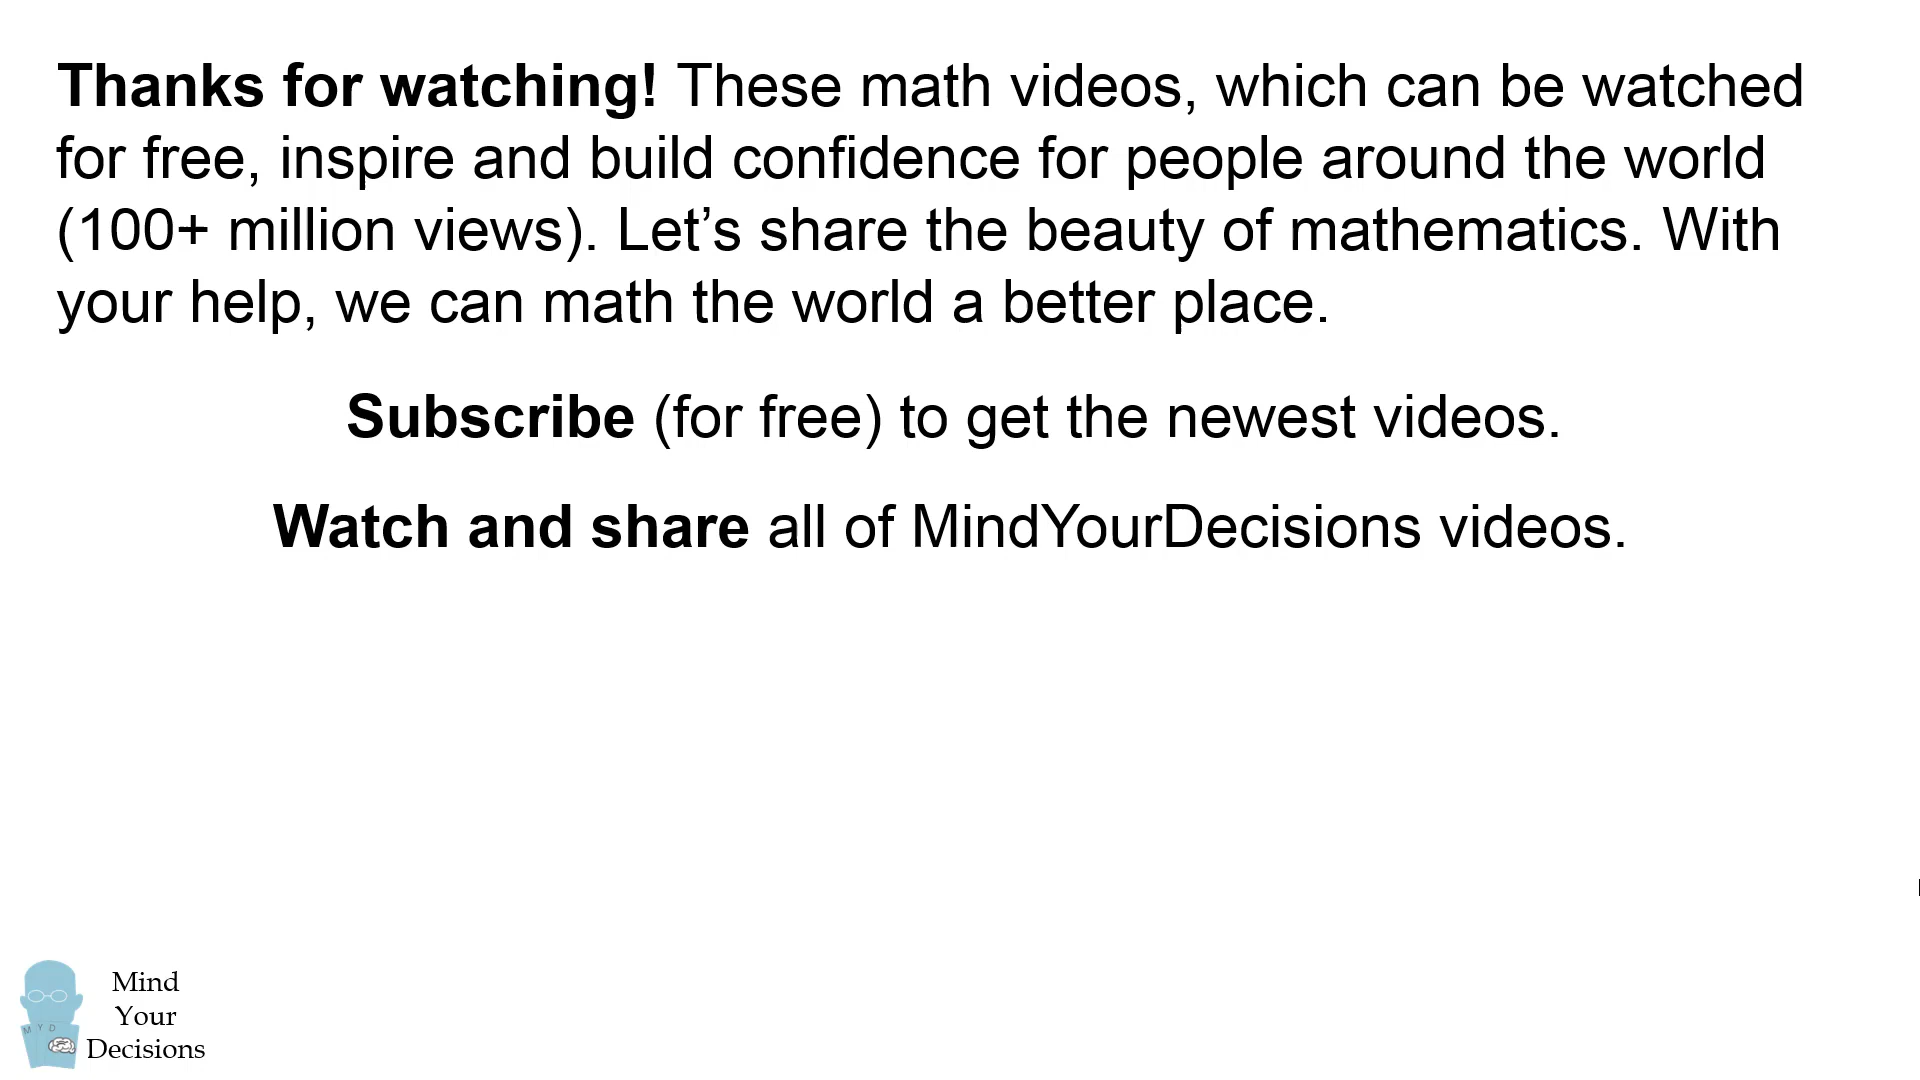 Thanks for watching! These math videos, which can be watched
for free, inspire and build confidence for people around the world
(100+ million views). Let’s share the beauty of mathematics. With
your help, we can math the world a better place.
Subscribe (for free) to get the newest videos.
Watch and share all of MindYourDecisions videos.
M Y D
Mind
Your
Decisions